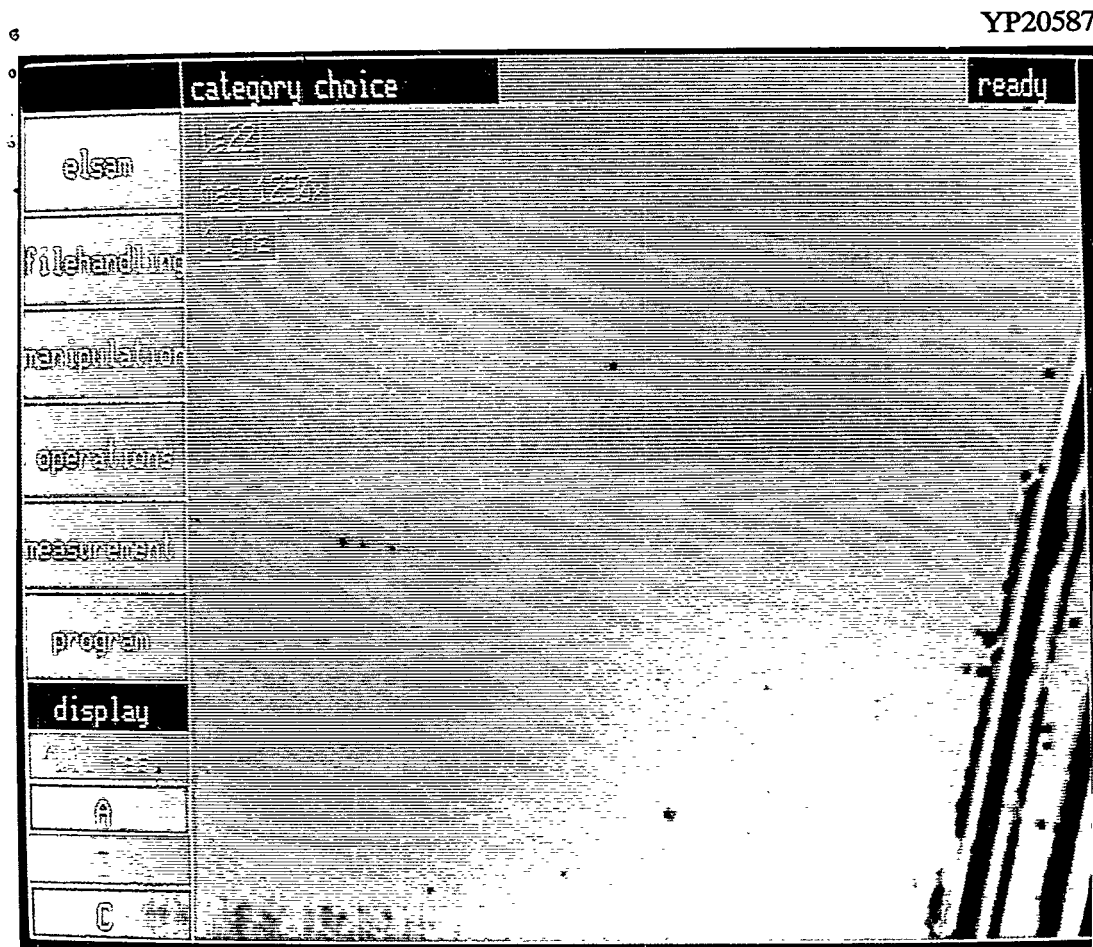 YP20587
category choice
ready
elsam
filehandling
manipulation
operations
measurement
program
display
A
C